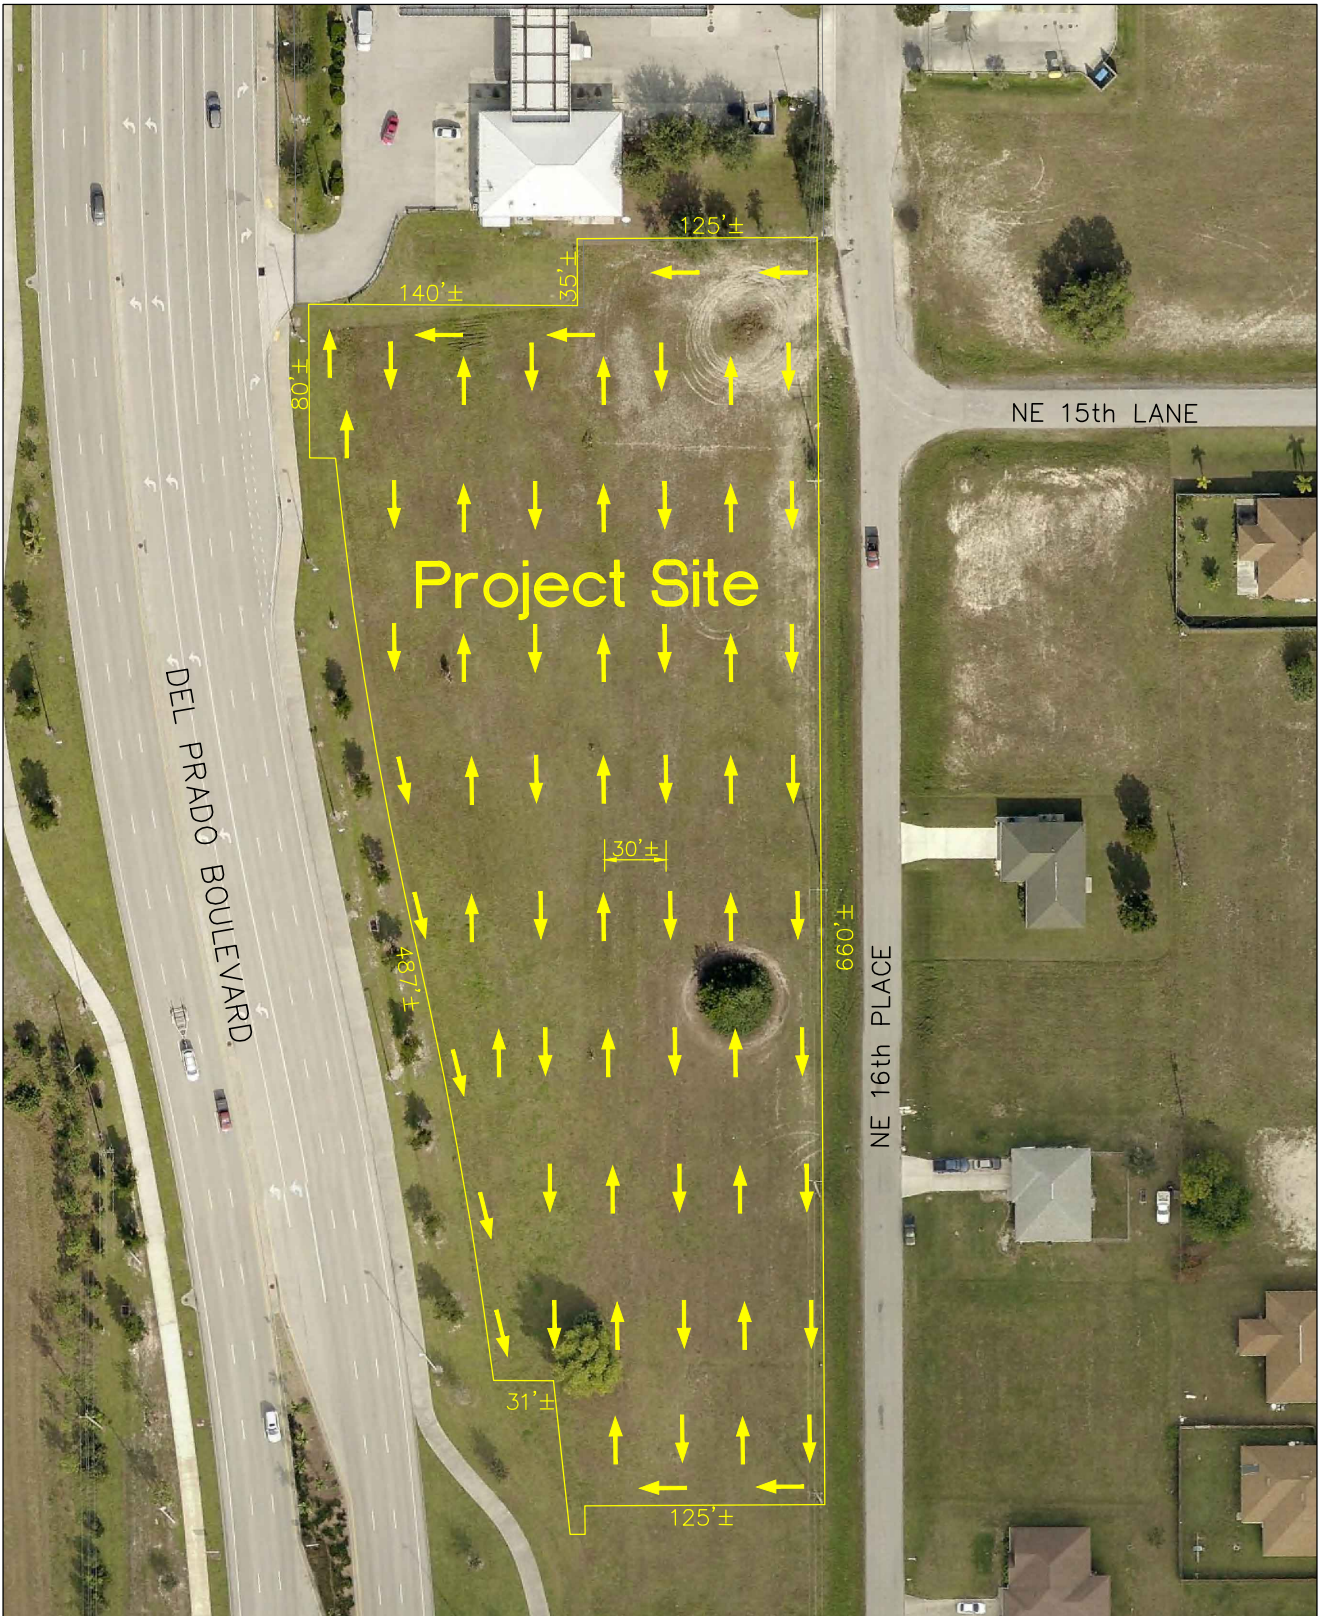 125'±
35'±
140'±
80'±
NE 15th LANE
Project Site
DEL PRADO BOULEVARD
30'±
660'±
487'±
NE 16th PLACE
31'±
125'±